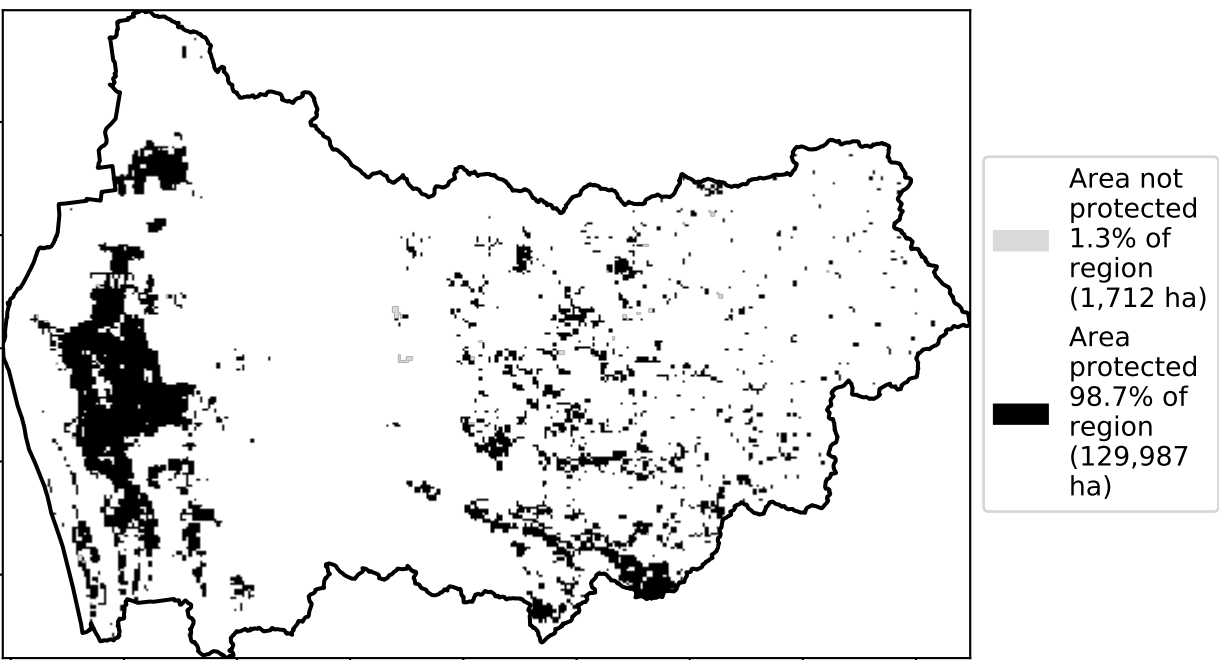 Area not
protected
1.3% of
region
(1,712 ha)
Area
protected
98.7% of
region
(129,987
ha)